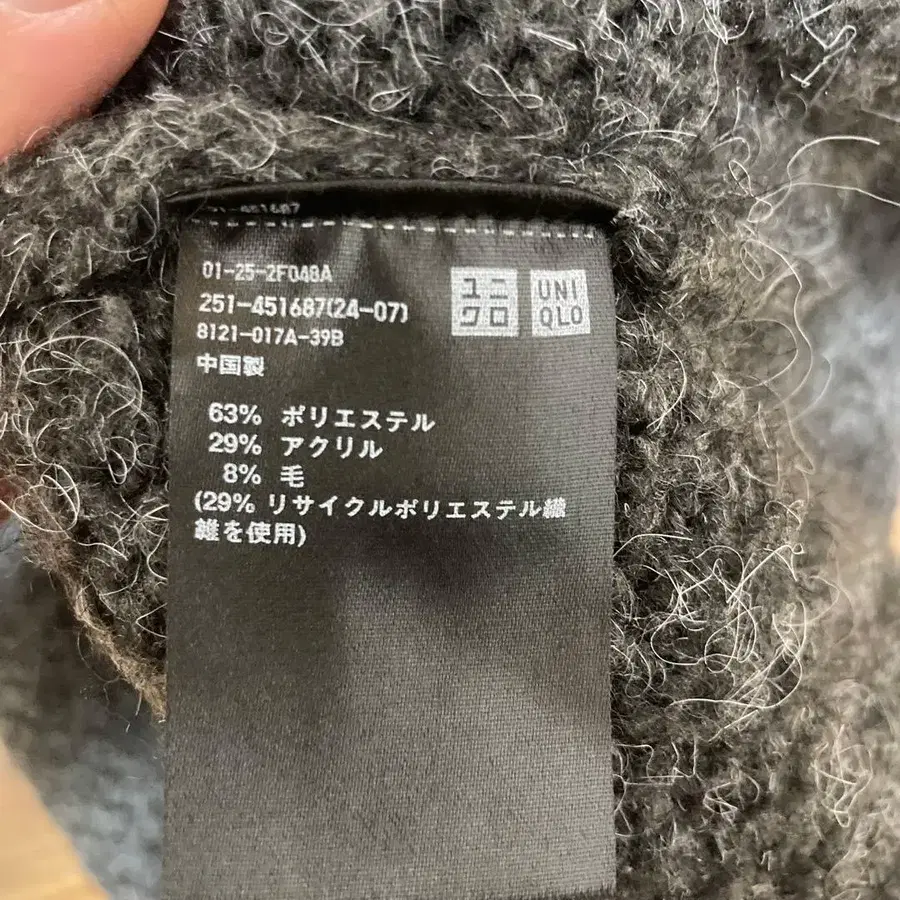 01-25-2F048A
251-451687(24-07)
8121-017A-39B
中国製
ユニ
クロ
UNI
QLO
63% ポリエステル
29% アクリル
8% 毛
(29% リサイクルポリエステル繊
維を使用)